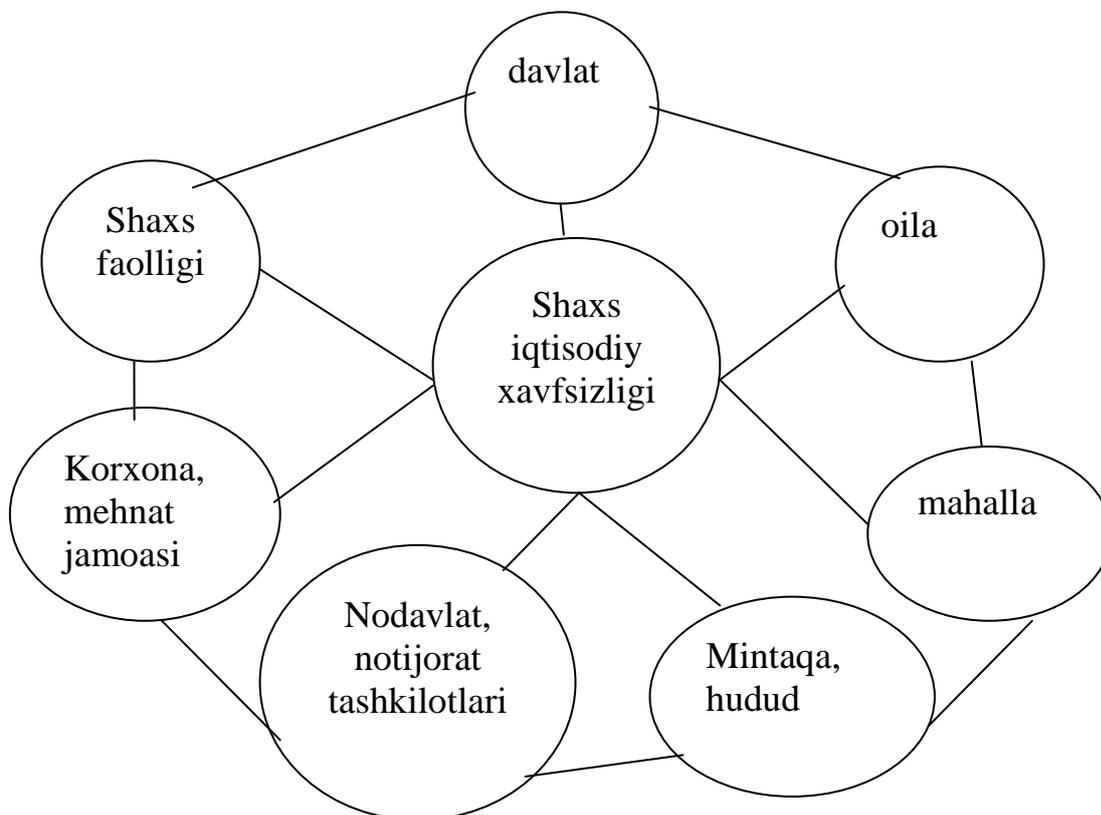 davlat
Shaxs
faolligi
oila
Shaxs
iqtisodiy
xavfsizligi
Korxona,
mehnat
jamoasi
mahalla
Nodavlat,
notijorat
tashkilotlari
Mintaqa,
hudud